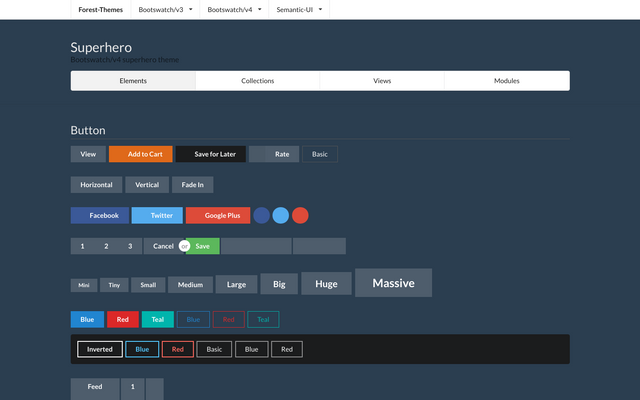 Forest-Themes Bootswatch/v3 Bootswatch/v4 Semantic-UI
Superhero
Bootswatch/v4 superhero theme
Elements Collections Views Modules
Button
View Add to Cart Save for Later Rate Basic
Horizontal Vertical Fade In
Facebook Twitter Google Plus
1 2 3 Cancel or Save
Mini Tiny Small Medium Large Big Huge Massive
Blue Red Teal Blue Red Teal
Inverted Blue Red Basic Blue Red
Feed 1